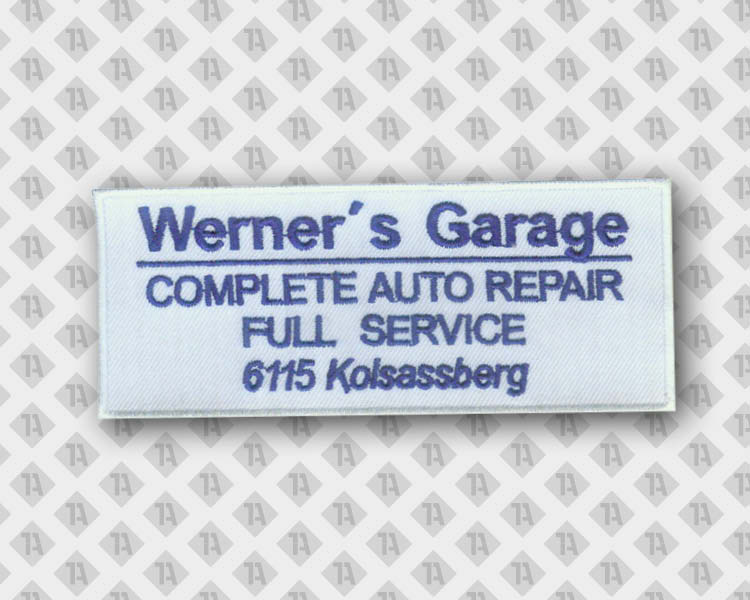 Werner´s Garage
COMPLETE AUTO REPAIR
FULL SERVICE
6115 Kolsassberg